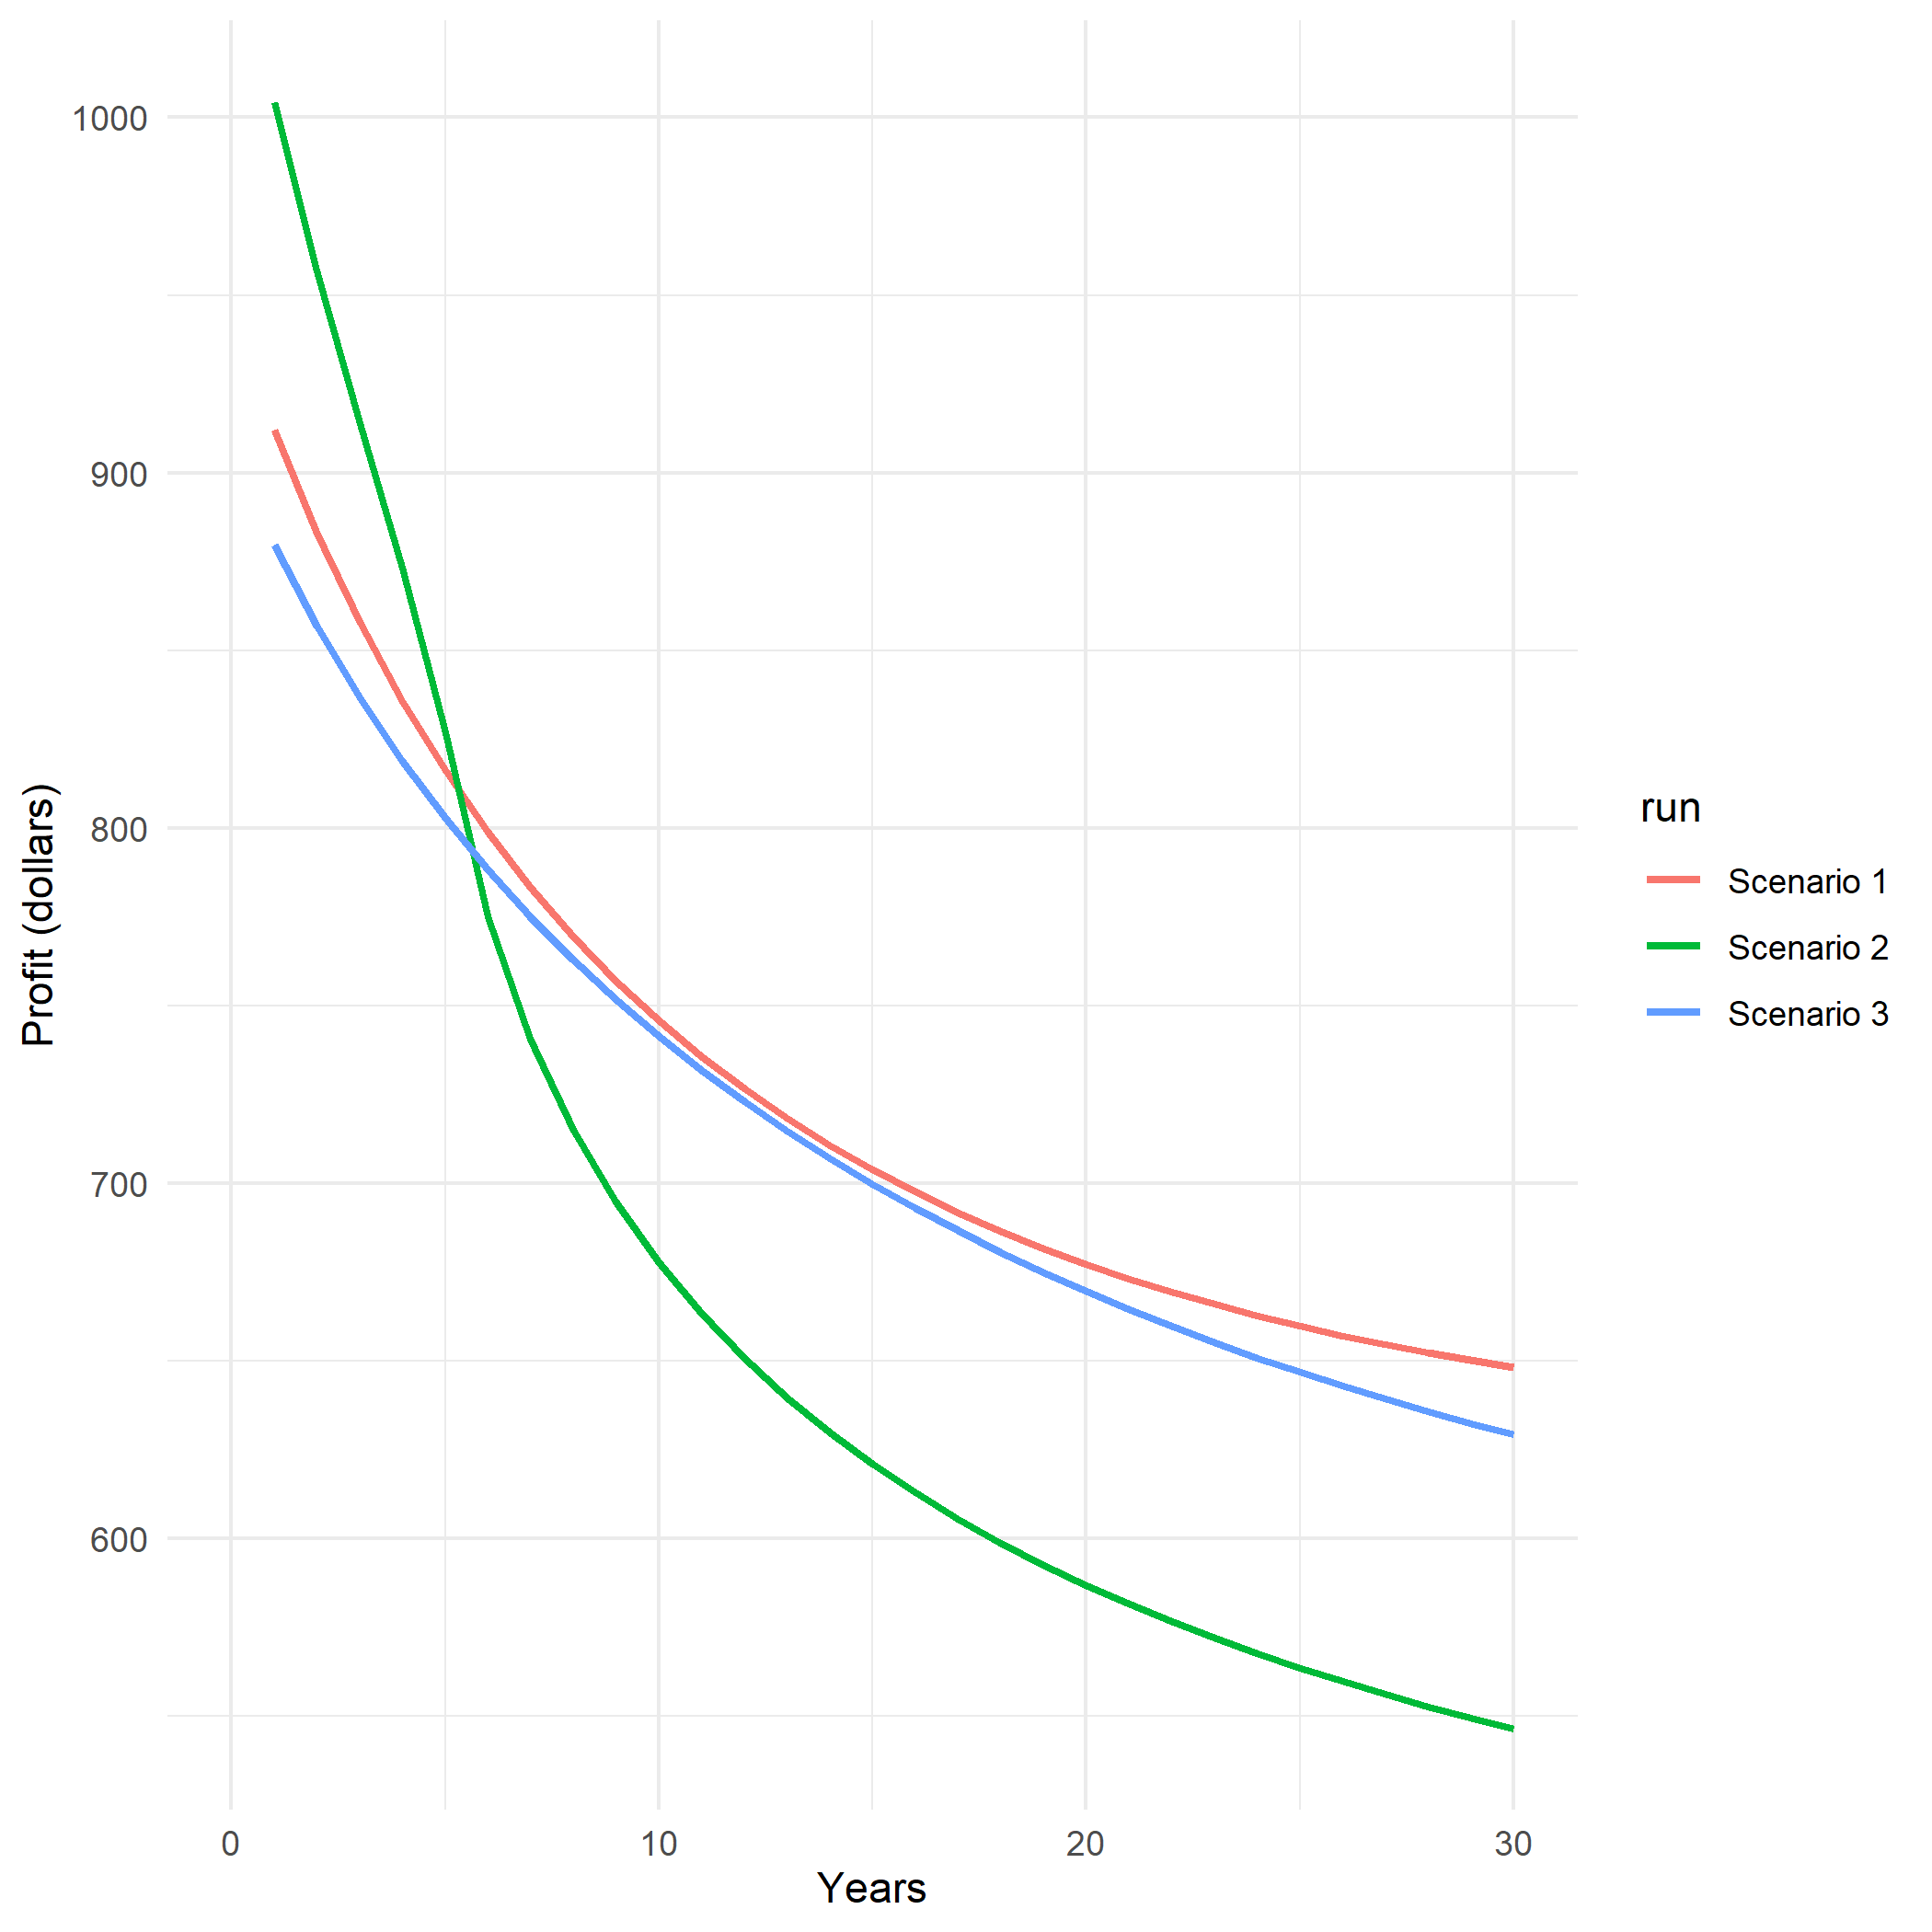 1000
900
800
700
600
Profit (dollars)
0 10 20 30
Years
run
Scenario 1
Scenario 2
Scenario 3